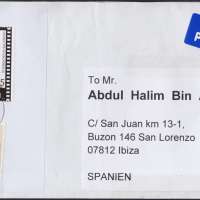 To Mr.
Abdul Halim Bin
C/ San Juan km 13-1,
Buzon 146 San Lorenzo
07812 Ibiza
SPANIEN